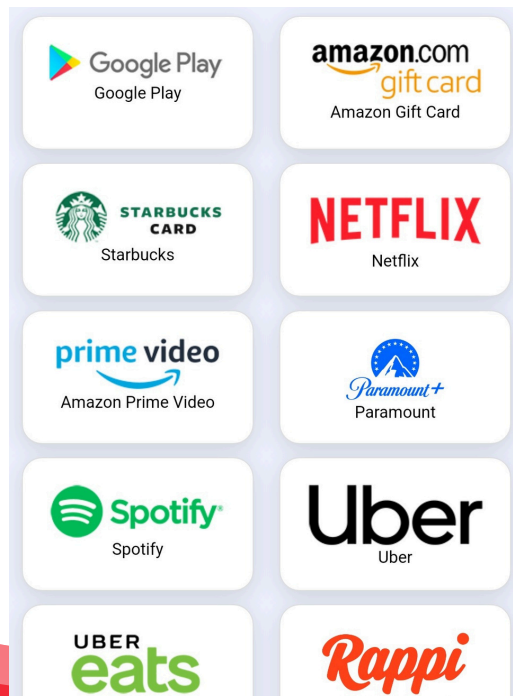 Google Play
Google Play
amazon.com
gift card
Amazon Gift Card
STARBUCKS
CARD
Starbucks
NETFLIX
Netflix
prime video
Amazon Prime Video
Paramount+
Paramount
Spotify
Spotify
Uber
Uber
UBER
eats
Rappi